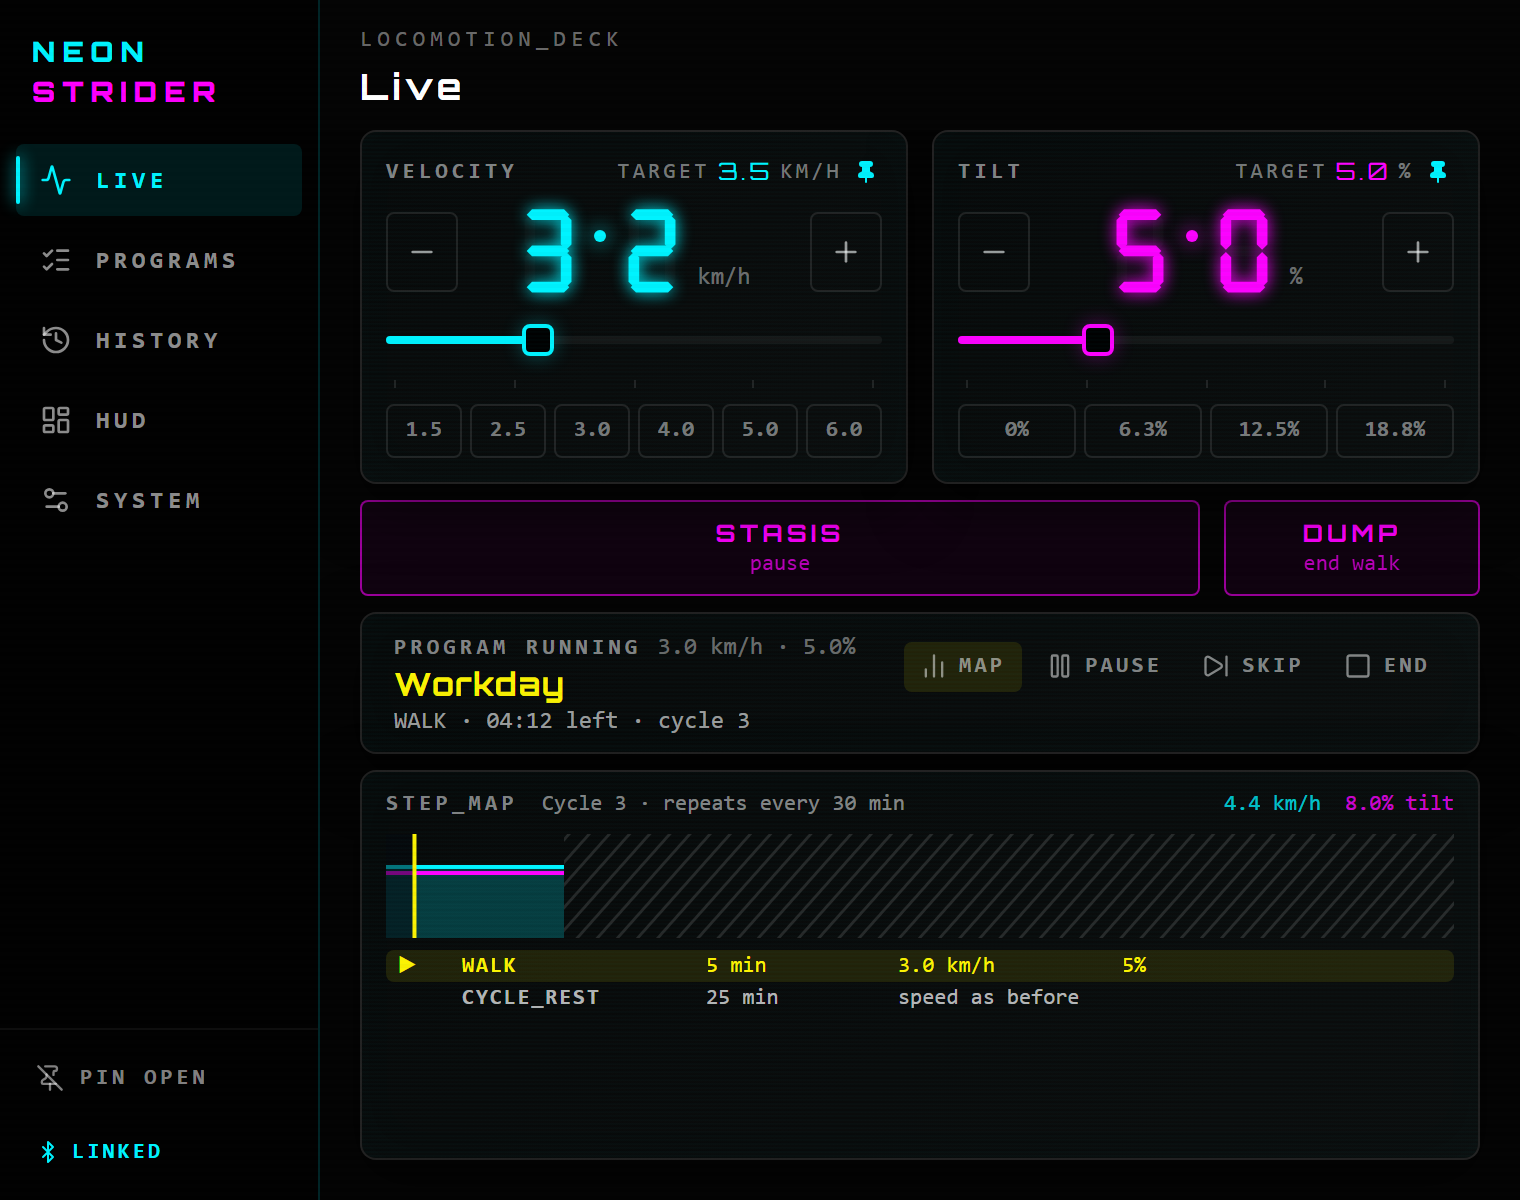 NEON
STRIDER
LIVE
PROGRAMS
HISTORY
HUD
SYSTEM
PIN OPEN
LINKED
LOCOMOTION_DECK
Live
VELOCITY TARGET 3.5 KM/H
3.2 km/h
1.5 2.5 3.0 4.0 5.0 6.0
TILT TARGET 5.0 %
5.0 %
0% 6.3% 12.5% 18.8%
STASIS
pause
DUMP
end walk
PROGRAM RUNNING 3.0 km/h · 5.0%
Workday
WALK · 04:12 left · cycle 3
MAP PAUSE SKIP END
STEP_MAP Cycle 3 · repeats every 30 min 4.4 km/h 8.0% tilt
WALK 5 min 3.0 km/h 5%
CYCLE_REST 25 min speed as before